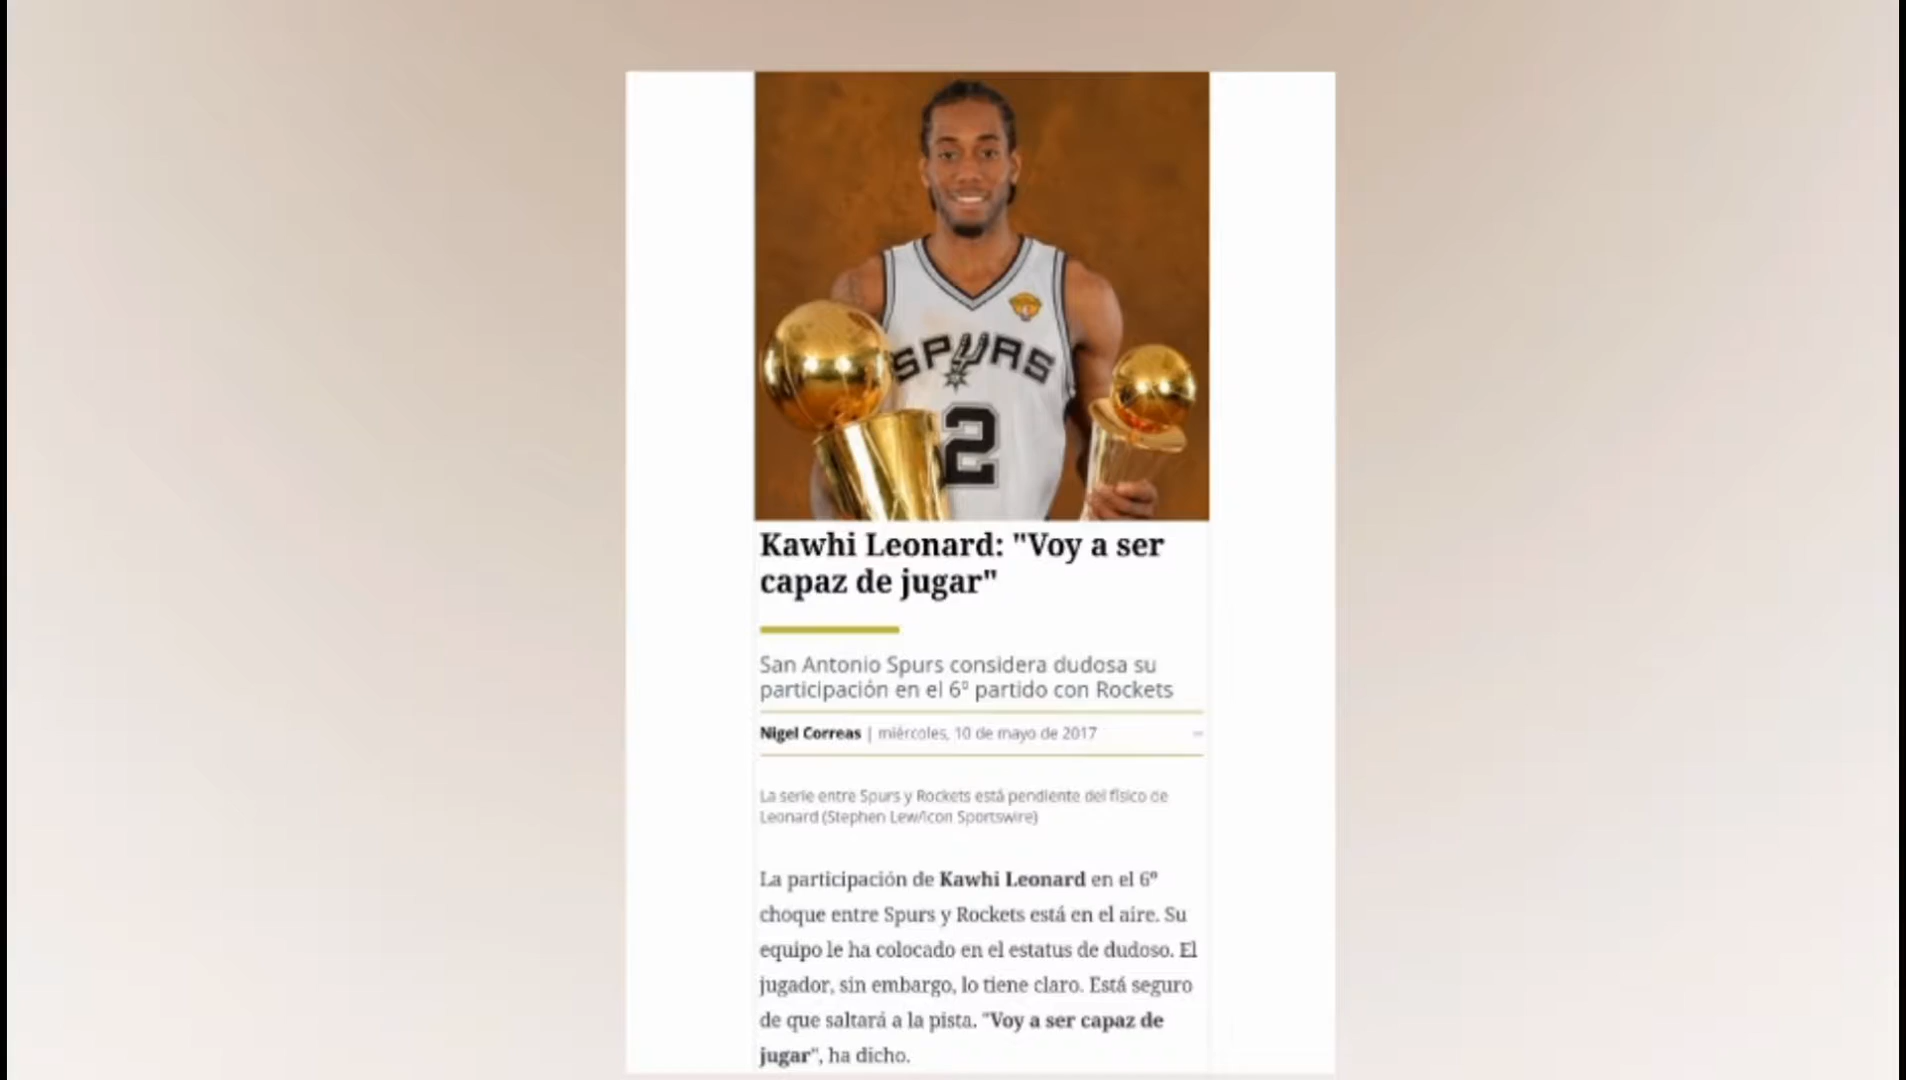 SPURS
2
Kawhi Leonard: "Voy a ser
capaz de jugar"
San Antonio Spurs considera dudosa su
participación en el 6º partido con Rockets
Nigel Correas | miércoles, 10 de mayo de 2017
La serie entre Spurs y Rockets está pendiente del físico de
Leonard (Stephen Lew/Icon Sportswire)
La participación de Kawhi Leonard en el 6º
choque entre Spurs y Rockets está en el aire. Su
equipo le ha colocado en el estatus de dudoso. El
jugador, sin embargo, lo tiene claro. Está seguro
de que saltará a la pista. "Voy a ser capaz de
jugar", ha dicho.